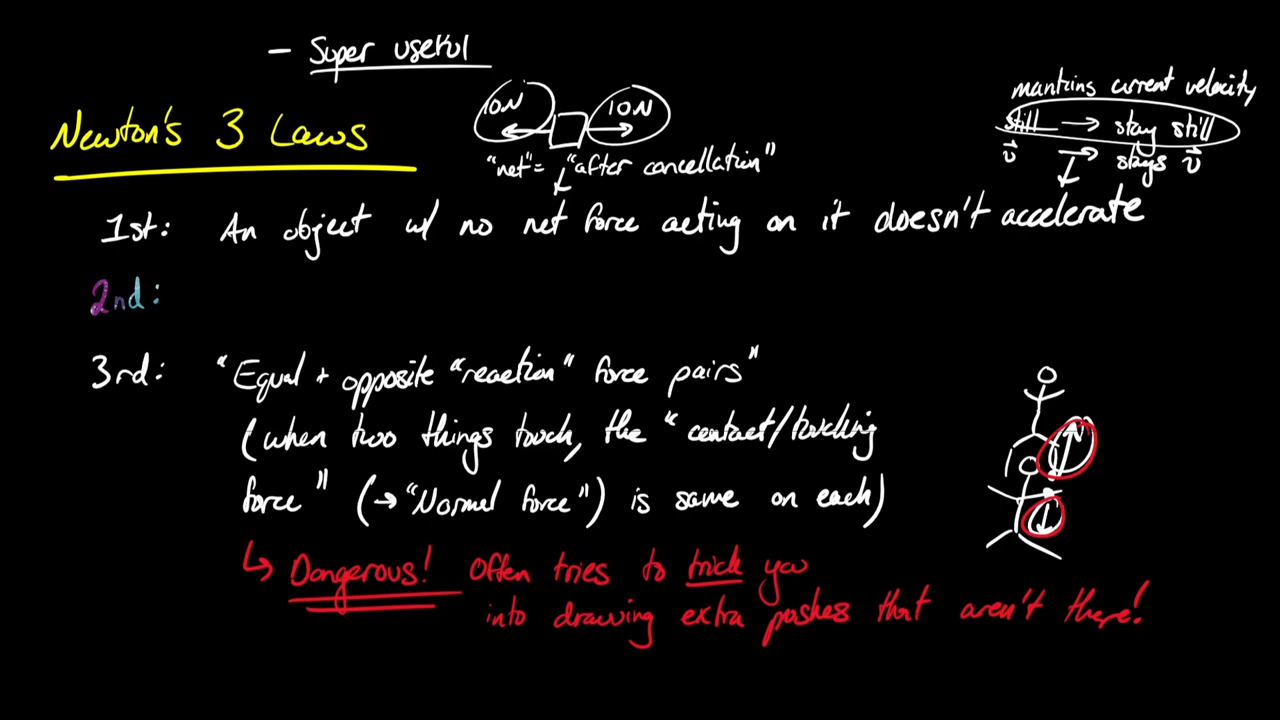 - Super useful
Newton's 3 Laws
10N 10N
"net" = "after cancellation"
mantains current velocity
still → stay still
v → stays v
1st: An object w/ no net force acting on it doesn't accelerate
2nd:
3rd: "Equal + opposite "reaction" force pairs"
(when two things touch, the "contact/touching
force" (→"Normal force") is same on each)
↳ Dangerous! Often tries to trick you
into drawing extra pushes that aren't there!